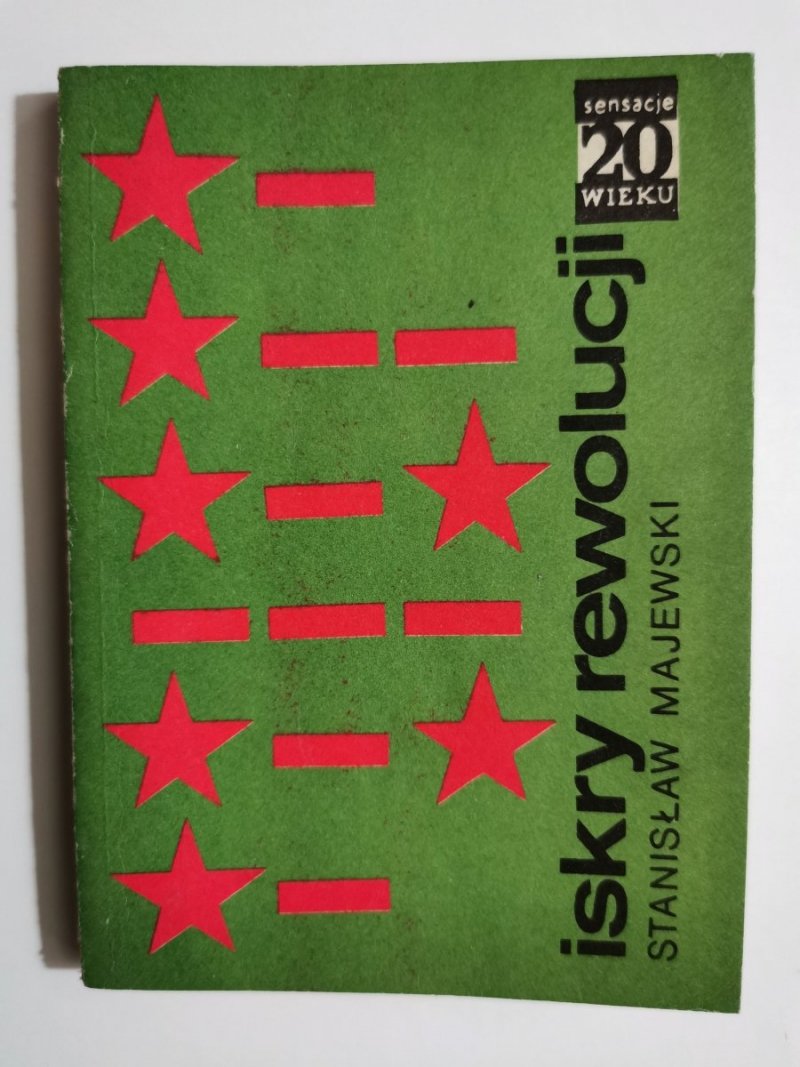 sensacje
20
WIEKU
iskry rewolucji
STANISŁAW MAJEWSKI